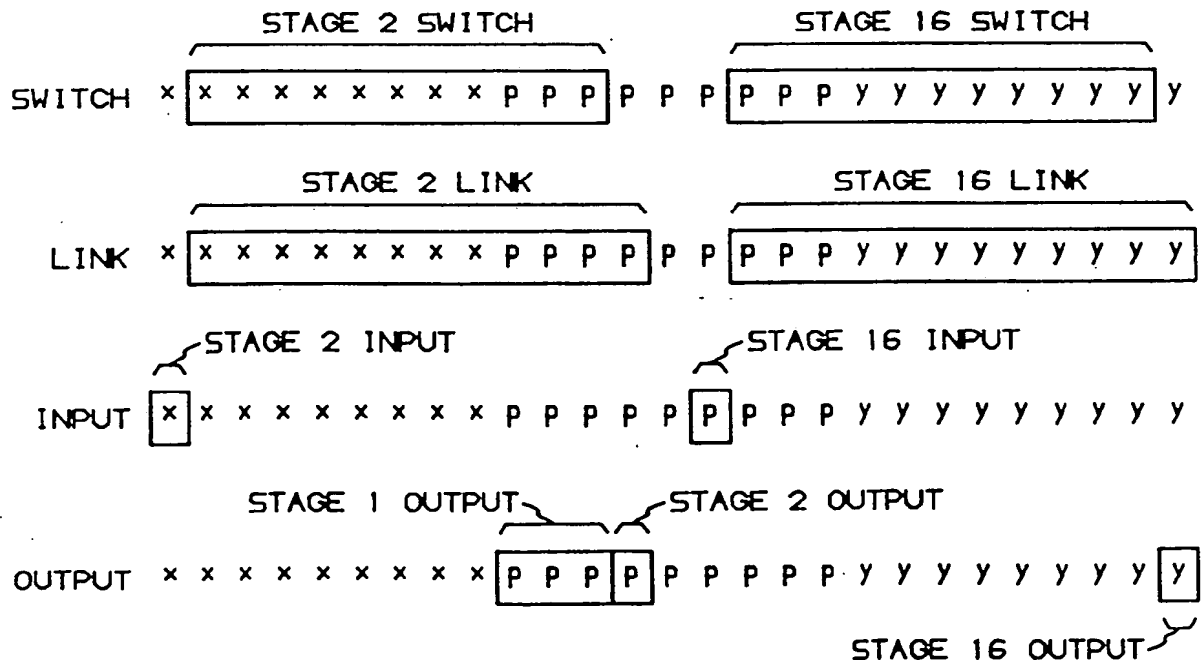 STAGE 2 SWITCH STAGE 16 SWITCH
SWITCH x x x x x x x x x p p p p p p p p p y y y y y y y y y
STAGE 2 LINK STAGE 16 LINK
LINK x x x x x x x x x p p p p p p p p p y y y y y y y y y
STAGE 2 INPUT STAGE 16 INPUT
INPUT x x x x x x x x x p p p p p p p p p y y y y y y y y y
STAGE 1 OUTPUT STAGE 2 OUTPUT
OUTPUT x x x x x x x x x p p p p p p p p p y y y y y y y y y
STAGE 16 OUTPUT